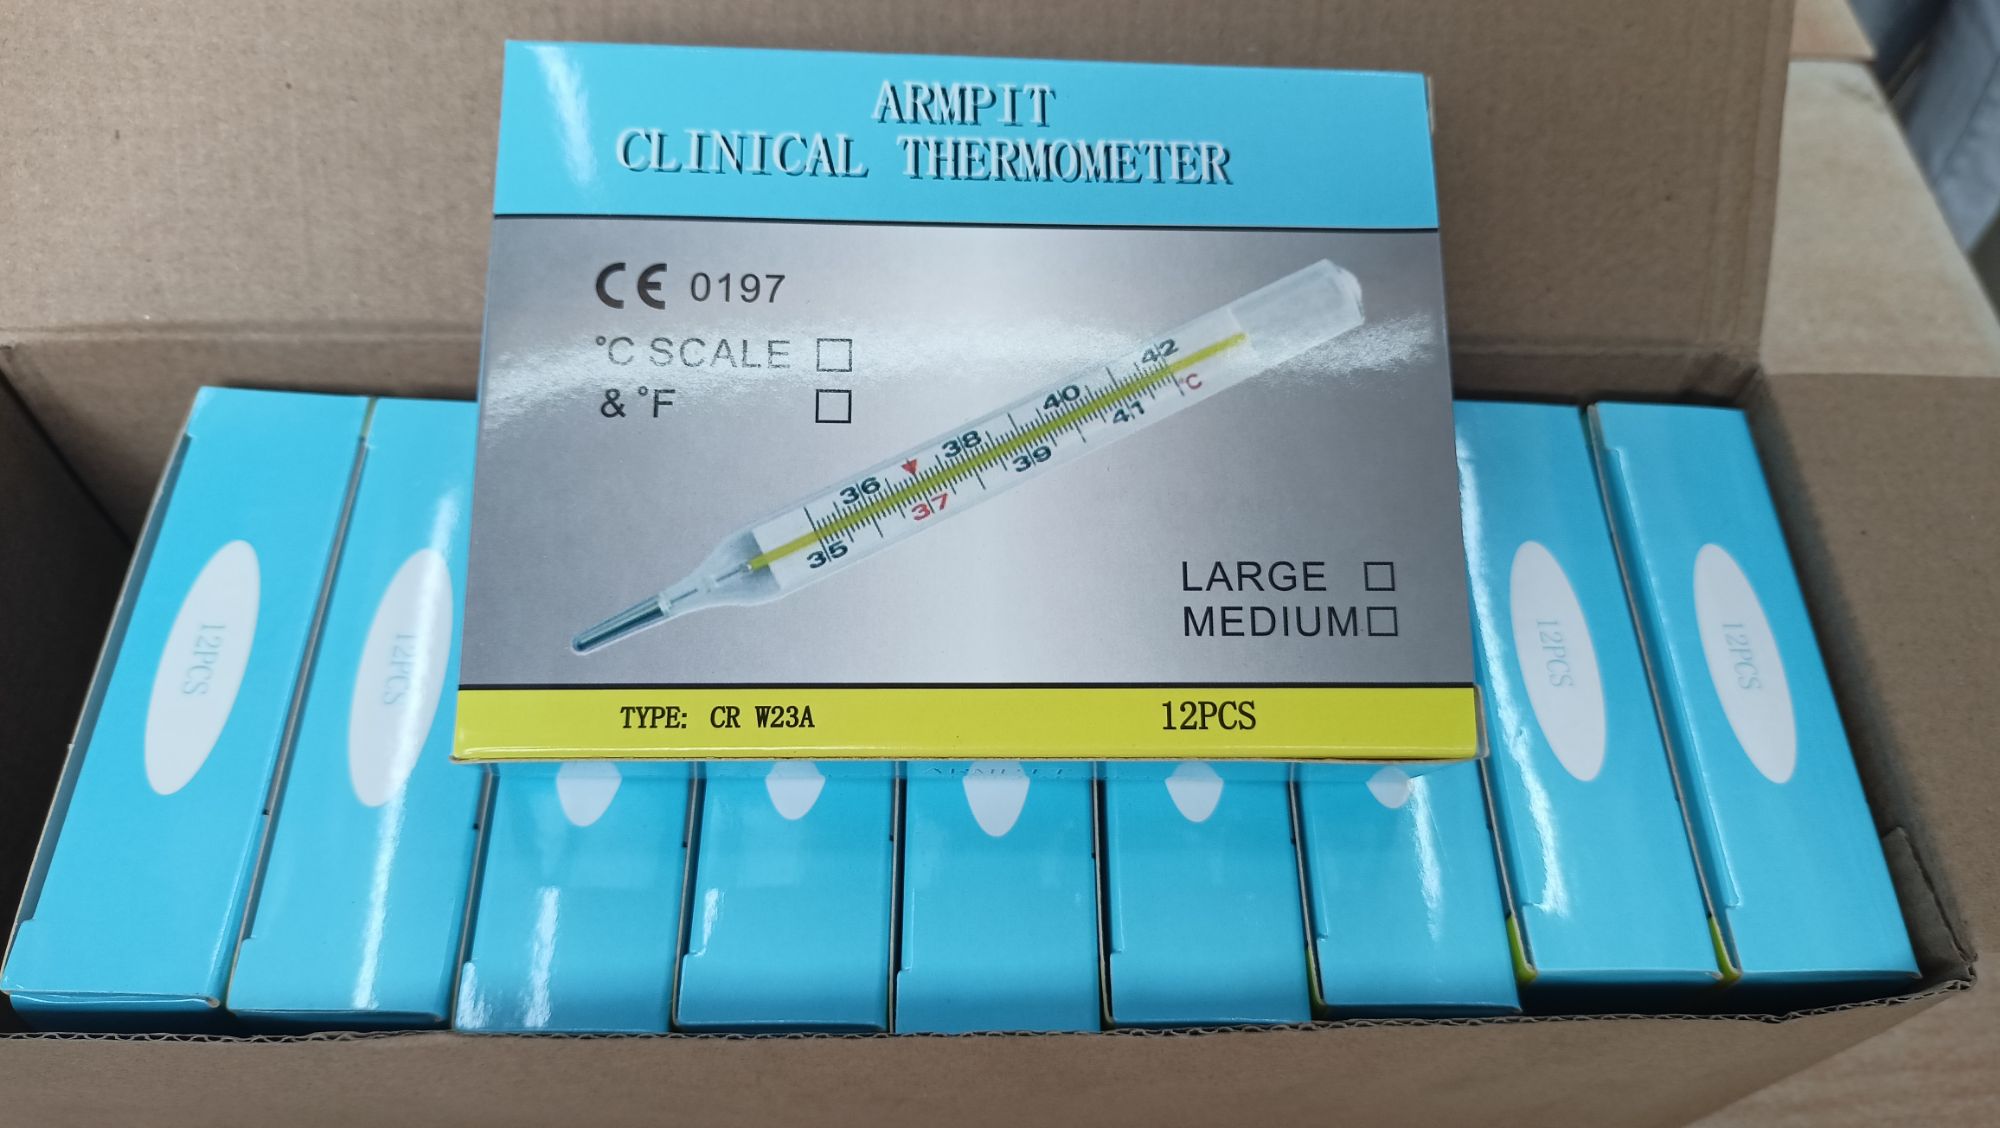 ARMPIT
CLINICAL THERMOMETER
CE 0197
°C SCALE
& °F
42
°C
40
41
38
39
36
37
35
LARGE
MEDIUM
TYPE: CR W23A 12PCS
12PCS
12PCS
12PCS
12PCS